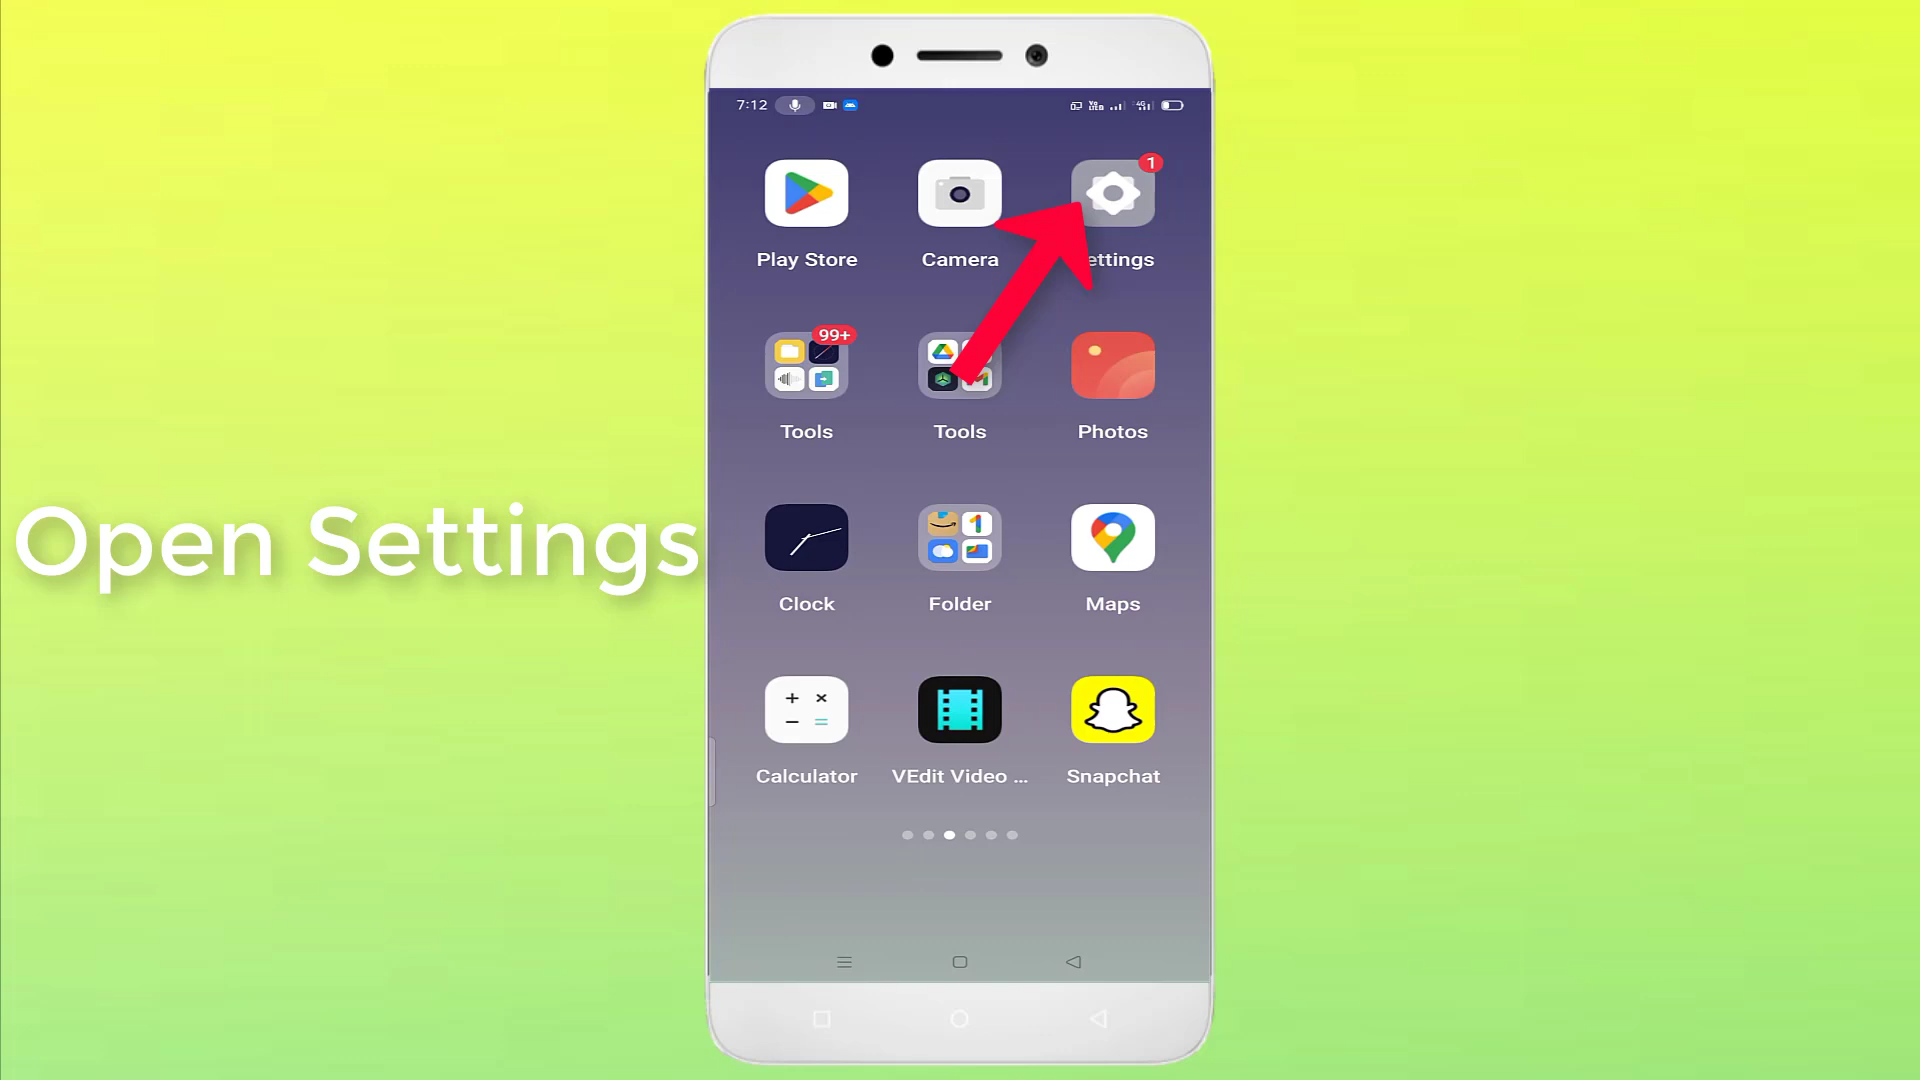 7:12
1
Play Store
Camera
ettings
99+
Tools
Tools
Photos
Open Settings
Clock
Folder
Maps
Calculator
VEdit Video ...
Snapchat